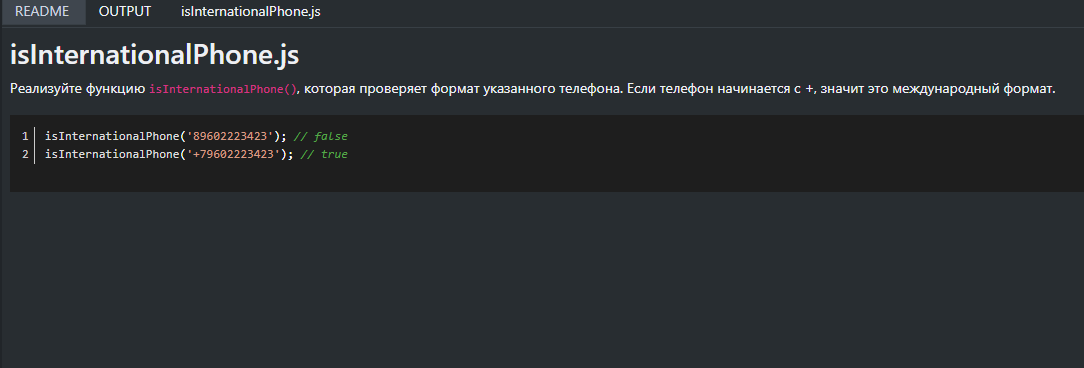 README OUTPUT isInternationalPhone.js
isInternationalPhone.js
Реализуйте функцию isInternationalPhone(), которая проверяет формат указанного телефона. Если телефон начинается с +, значит это международный формат.
1 isInternationalPhone('89602223423'); // false
2 isInternationalPhone('+79602223423'); // true